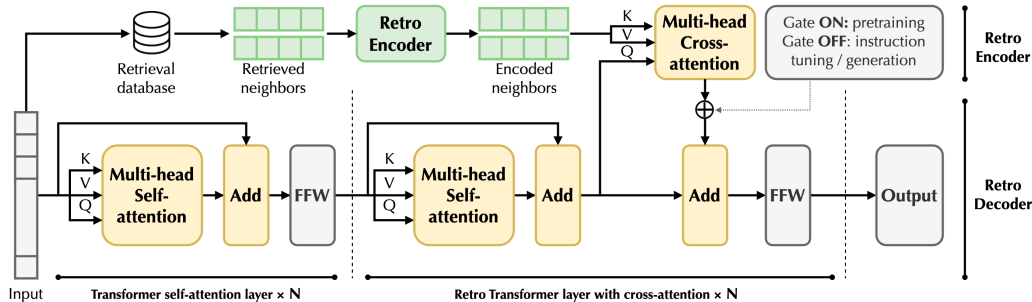 Retrieval
database
Retrieved
neighbors
Retro
Encoder
Encoded
neighbors
K
V
Q
Multi-head
Cross-
attention
Gate ON: pretraining
Gate OFF: instruction
tuning / generation
Retro
Encoder
Input
K
V
Q
Multi-head
Self-
attention
Add
FFW
K
V
Q
Multi-head
Self-
attention
Add
Add
FFW
Output
Retro
Decoder
Transformer self-attention layer × N
Retro Transformer layer with cross-attention × N